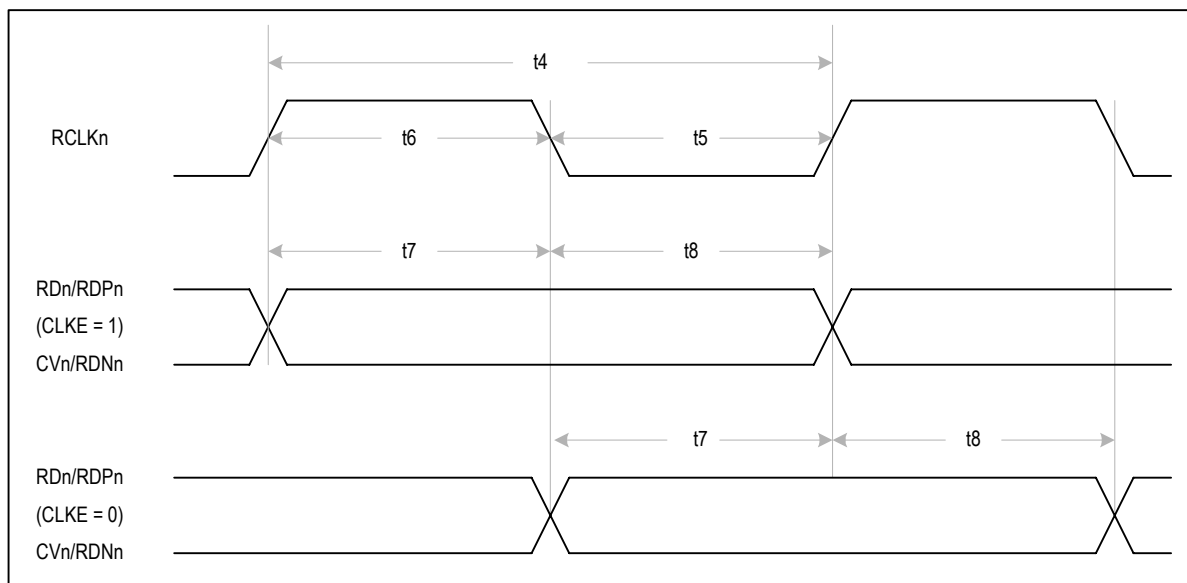 t4
RCLKn
t6
t5
t7
t8
RDn/RDPn
(CLKE = 1)
CVn/RDNn
t7
t8
RDn/RDPn
(CLKE = 0)
CVn/RDNn